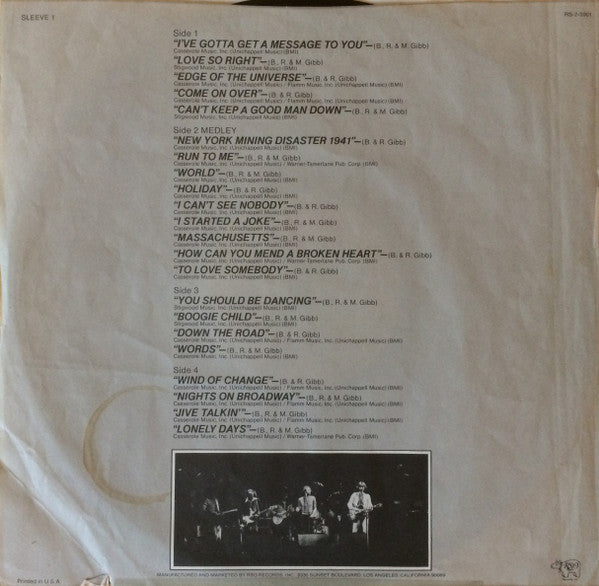 SLEEVE 1
RS-2-3901
Side 1
"I'VE GOTTA GET A MESSAGE TO YOU"—(B., R. & M. Gibb)
Casserole Music, Inc. (Unichappell Music) (BMI)
"LOVE SO RIGHT"—(B., R. & M. Gibb)
Stigwood Music, Inc. (Unichappell Music) (BMI)
"EDGE OF THE UNIVERSE"—(B. & R. Gibb)
Casserole Music, Inc. (Unichappell Music) / Flamm Music, Inc. (Unichappell Music) (BMI)
"COME ON OVER"—(B. & R. Gibb)
Casserole Music, Inc. (Unichappell Music) / Flamm Music, Inc. (Unichappell Music) (BMI)
"CAN'T KEEP A GOOD MAN DOWN"—(B., R. & M. Gibb)
Stigwood Music, Inc. (Unichappell Music) (BMI)
Side 2 MEDLEY
"NEW YORK MINING DISASTER 1941"—(B. & R. Gibb)
Casserole Music, Inc. (Unichappell Music) (BMI)
"RUN TO ME"—(B., R. & M. Gibb)
Casserole Music, Inc. (Unichappell Music) / Warner-Tamerlane Pub. Corp. (BMI)
"WORLD"—(B., R. & M. Gibb)
Casserole Music, Inc. (Unichappell Music) (BMI)
"HOLIDAY"—(B. & R. Gibb)
Casserole Music, Inc. (Unichappell Music) (BMI)
"I CAN'T SEE NOBODY"—(B. & R. Gibb)
Casserole Music, Inc. (Unichappell Music) (BMI)
"I STARTED A JOKE"—(B., R. & M. Gibb)
Casserole Music, Inc. (Unichappell Music) (BMI)
"MASSACHUSETTS"—(B., R. & M. Gibb)
Casserole Music, Inc. (Unichappell Music) (BMI)
"HOW CAN YOU MEND A BROKEN HEART"—(B. & R. Gibb)
Casserole Music, Inc. (Unichappell Music) / Warner-Tamerlane Pub. Corp. (BMI)
"TO LOVE SOMEBODY"—(B. & R. Gibb)
Casserole Music, Inc. (Unichappell Music) (BMI)
Side 3
"YOU SHOULD BE DANCING"—(B., R. & M. Gibb)
Stigwood Music, Inc. (Unichappell Music) (BMI)
"BOOGIE CHILD"—(B., R. & M. Gibb)
Stigwood Music, Inc. (Unichappell Music) (BMI)
"DOWN THE ROAD"—(B. & R. Gibb)
Casserole Music, Inc. (Unichappell Music) / Flamm Music, Inc. (Unichappell Music) (BMI)
"WORDS"—(B., R. & M. Gibb)
Casserole Music, Inc. (Unichappell Music) (BMI)
Side 4
"WIND OF CHANGE"—(B. & R. Gibb)
Casserole Music, Inc. (Unichappell Music) / Flamm Music, Inc. (Unichappell Music) (BMI)
"NIGHTS ON BROADWAY"—(B., R. & M. Gibb)
Casserole Music, Inc. (Unichappell Music) / Flamm Music, Inc. (Unichappell Music) (BMI)
"JIVE TALKIN'"—(B., R. & M. Gibb)
Casserole Music, Inc. (Unichappell Music) / Flamm Music, Inc. (Unichappell Music) (BMI)
"LONELY DAYS"—(B., R. & M. Gibb)
Casserole Music, Inc. (Unichappell Music) / Warner-Tamerlane Pub. Corp. (BMI)
MANUFACTURED AND MARKETED BY RSO RECORDS, INC. 8335 SUNSET BOULEVARD, LOS ANGELES, CALIFORNIA 90069
Printed in U.S.A.